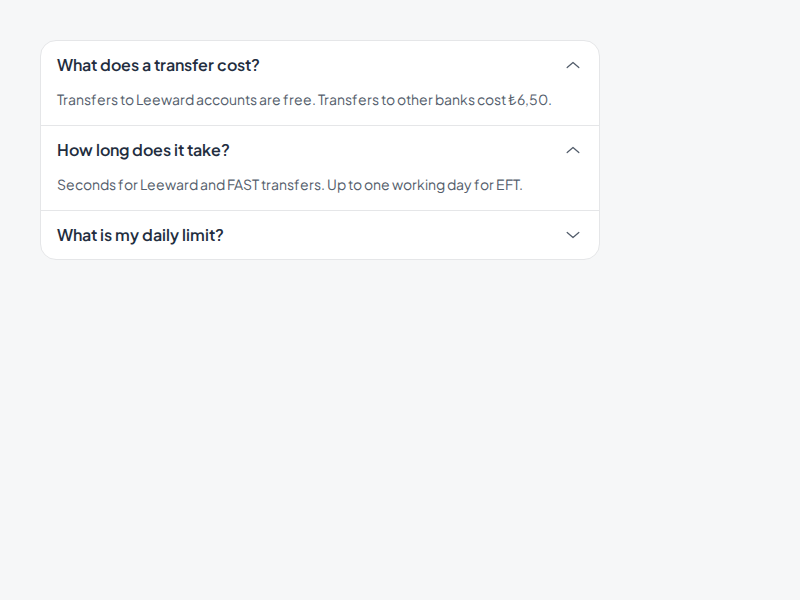 What does a transfer cost?
Transfers to Leeward accounts are free. Transfers to other banks cost ₺6,50.
How long does it take?
Seconds for Leeward and FAST transfers. Up to one working day for EFT.
What is my daily limit?